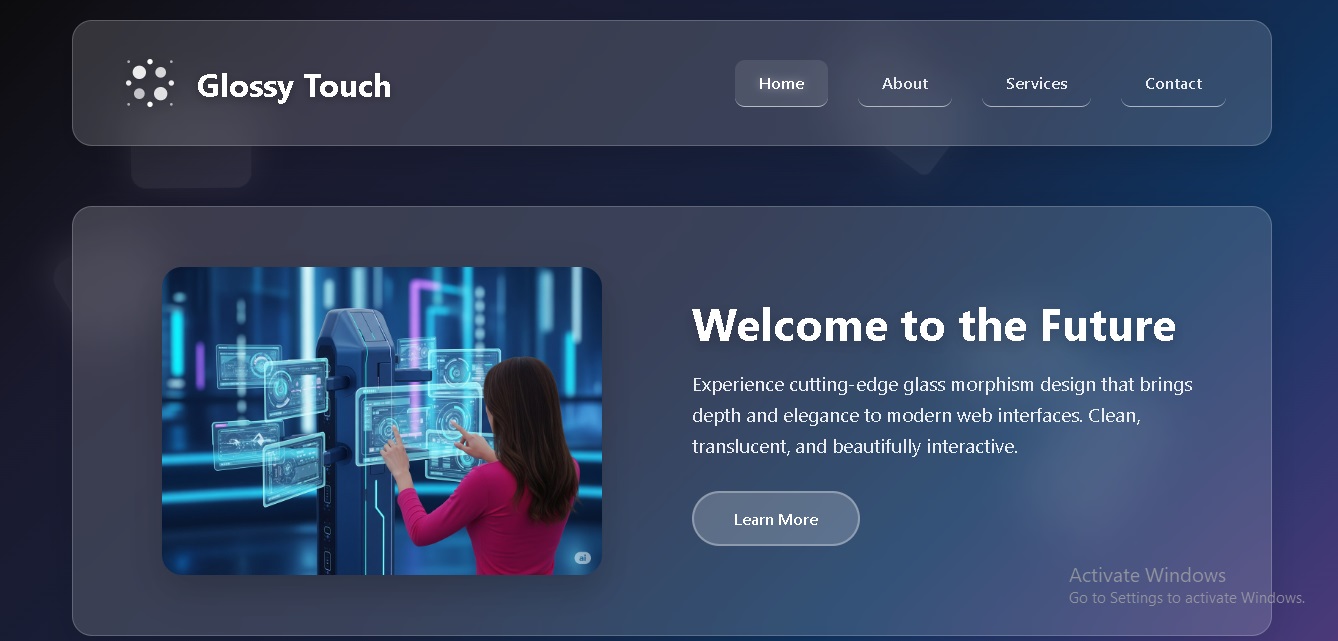 Glossy Touch
Home
About
Services
Contact
Welcome to the Future
Experience cutting-edge glass morphism design that brings
depth and elegance to modern web interfaces. Clean,
translucent, and beautifully interactive.
Learn More
ai
Activate Windows
Go to Settings to activate Windows.